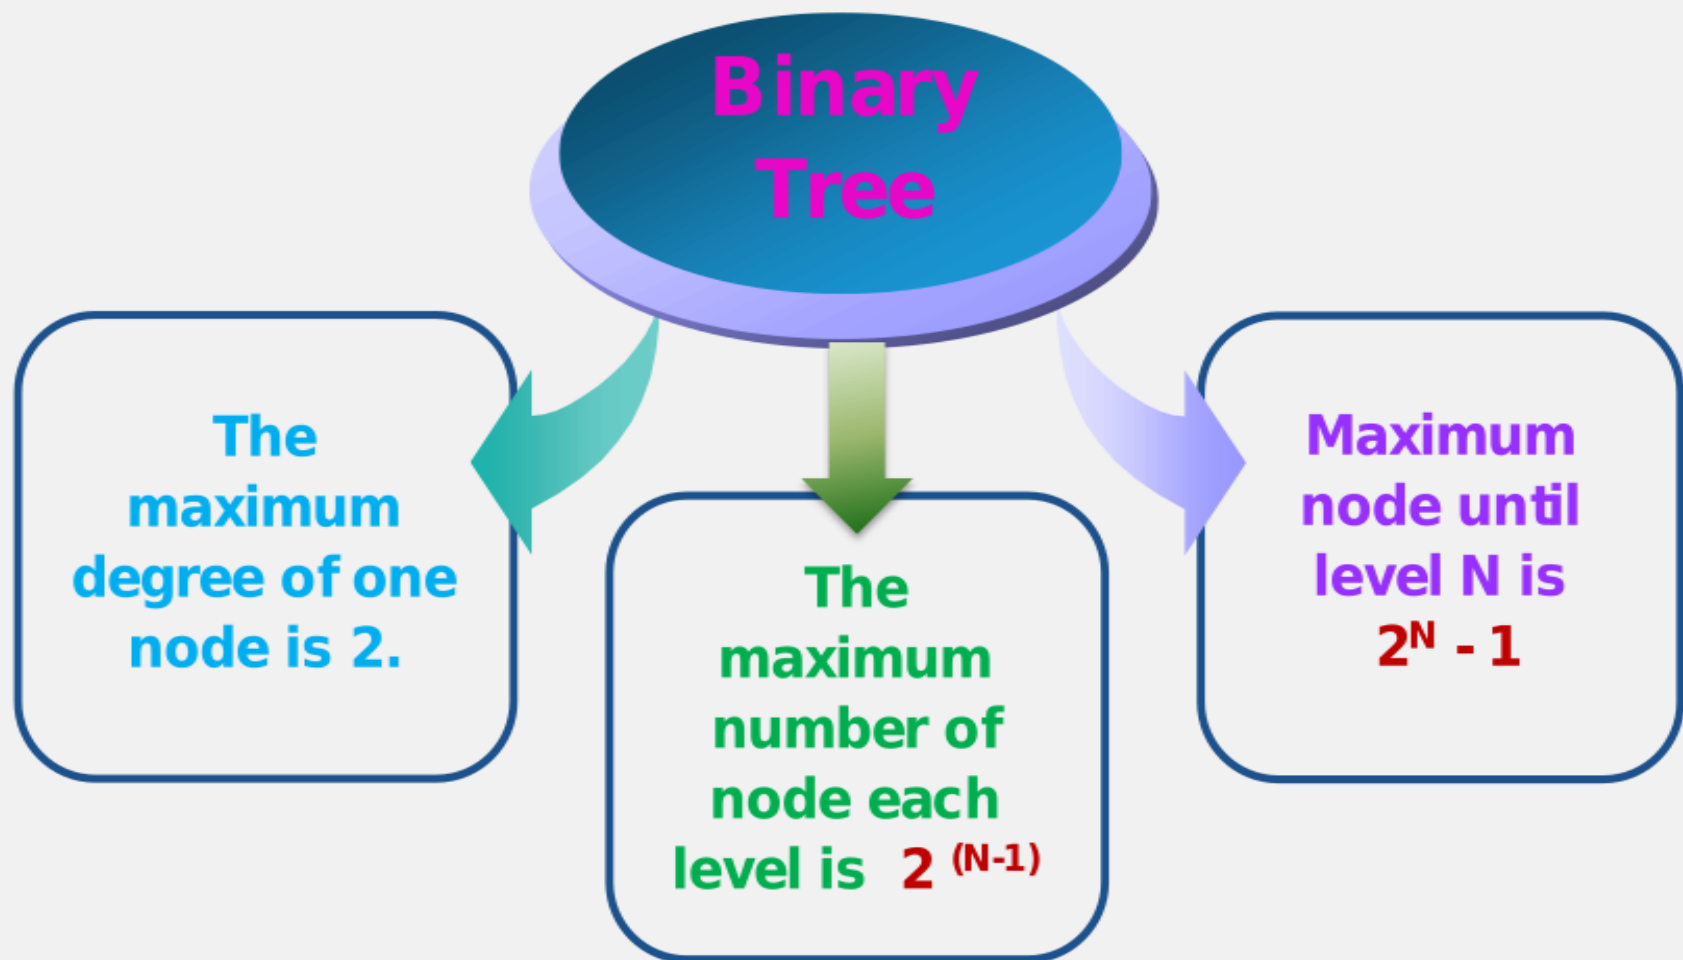 Binary
Tree
The
maximum
degree of one
node is 2.
The
maximum
number of
node each
level is 2 ⁽ᴺ⁻¹⁾
Maximum
node until
level N is
2ᴺ - 1